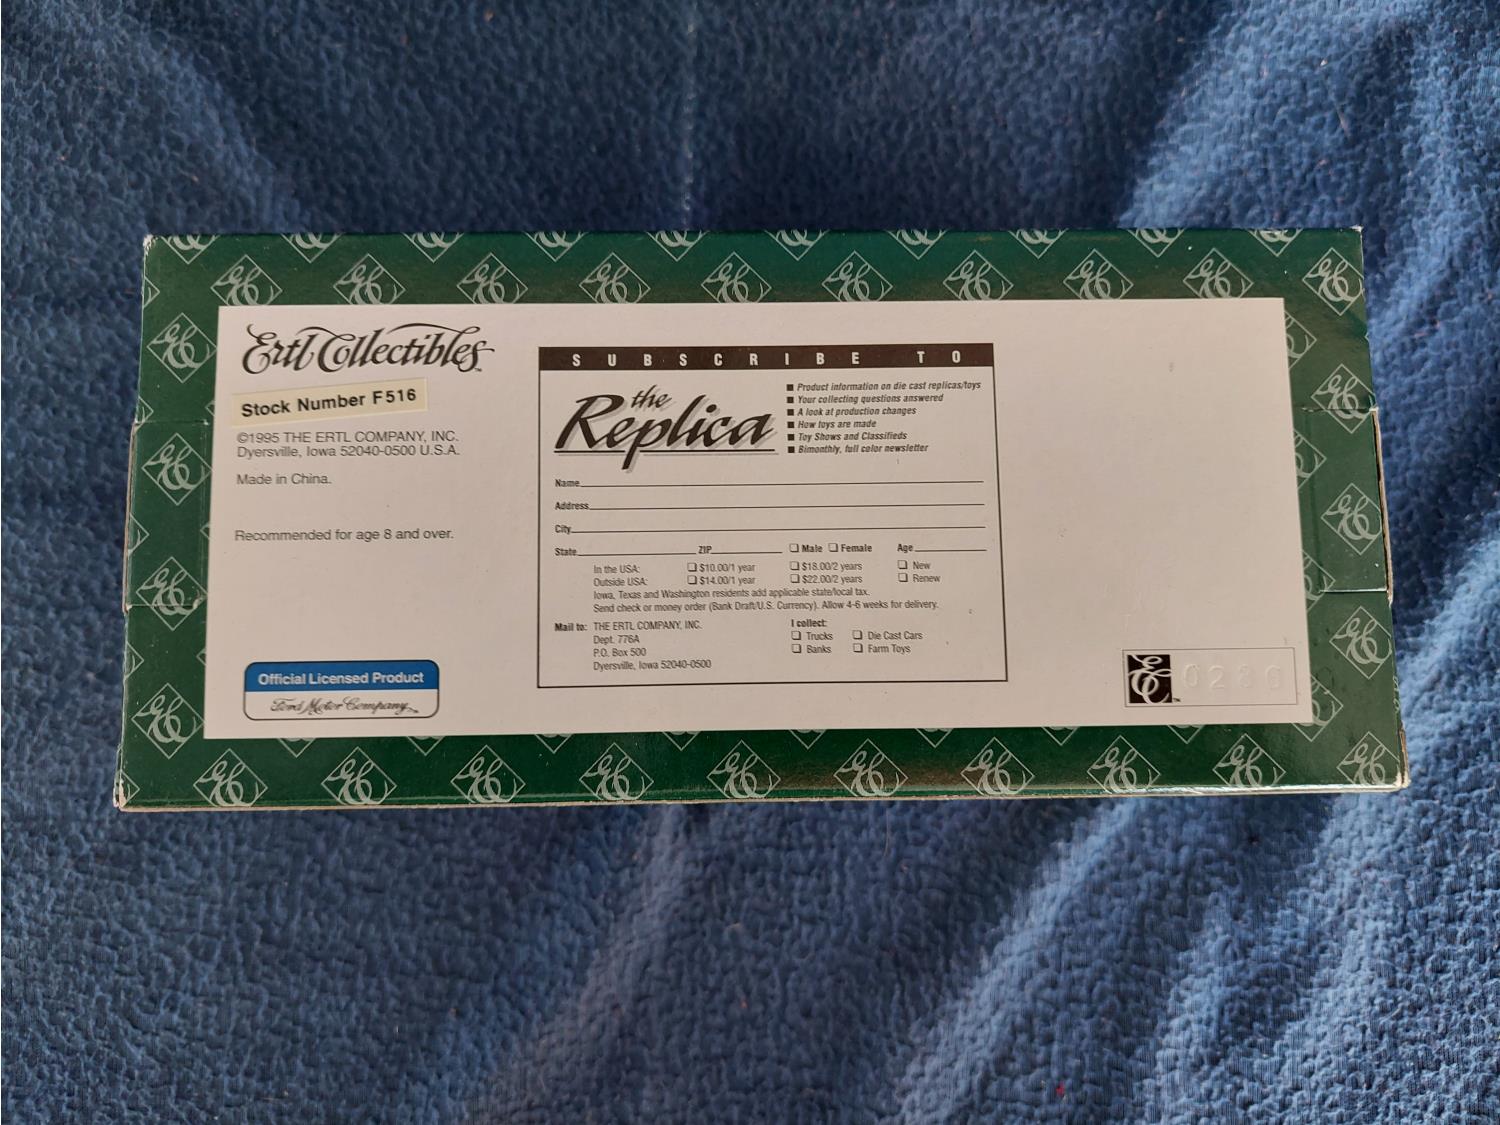 Ertl Collectibles™
Stock Number F516
©1995 THE ERTL COMPANY, INC.
Dyersville, Iowa 52040-0500 U.S.A.
Made in China.
Recommended for age 8 and over.
Official Licensed Product
Ford Motor Company™
SUBSCRIBE TO
the
Replica
■ Product information on die cast replicas/toys
■ Your collecting questions answered
■ A look at production changes
■ How toys are made
■ Toy Shows and Classifieds
■ Bimonthly, full color newsletter
Name
Address
City
State ZIP ❑ Male ❑ Female Age
In the USA: ❑ $10.00/1 year ❑ $18.00/2 years ❑ New
Outside USA: ❑ $14.00/1 year ❑ $22.00/2 years ❑ Renew
Iowa, Texas and Washington residents add applicable state/local tax.
Send check or money order (Bank Draft/U.S. Currency). Allow 4-6 weeks for delivery.
Mail to: THE ERTL COMPANY, INC. I collect:
Dept. 776A ❑ Trucks ❑ Die Cast Cars
P.O. Box 500 ❑ Banks ❑ Farm Toys
Dyersville, Iowa 52040-0500